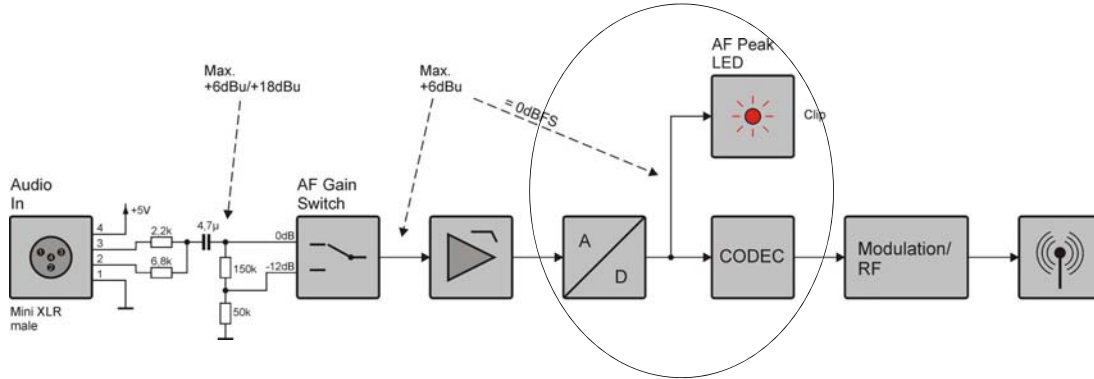 Max.
+6dBu/+18dBu
Max.
+6dBu
= 0dBFS
AF Peak
LED
Clip
Audio
In
+5V
4
3
2
1
2,2k
6,8k
4,7µ
150k
50k
AF Gain
Switch
0dB
-12dB
A
D
CODEC
Modulation/
RF
Mini XLR
male